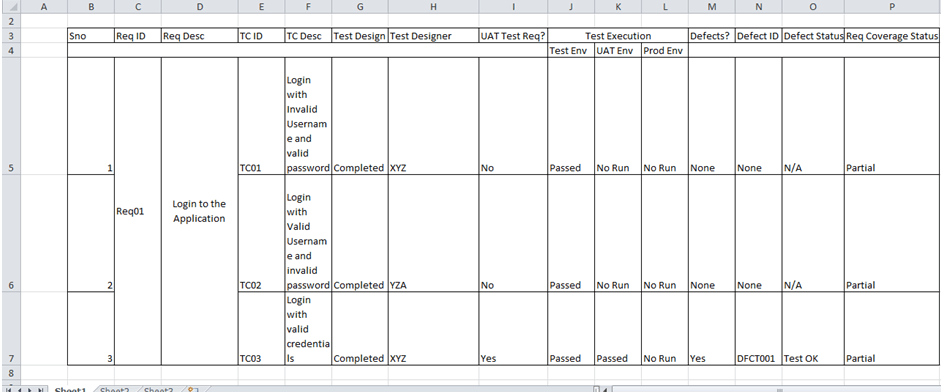 A B C D E F G H I J K L M N O P
2
3 Sno Req ID Req Desc TC ID TC Desc Test Design Test Designer UAT Test Req? Test Execution Defects? Defect ID Defect Status Req Coverage Status
4 Test Env UAT Env Prod Env
Login
with
Invalid
Usernam
e and
valid
5 1 TC01 password Completed XYZ No Passed No Run No Run None None N/A Partial
Req01 Login to the
Application
Login
with
Valid
Usernam
e and
invalid
6 2 TC02 password Completed YZA No Passed No Run No Run None None N/A Partial
Login
with
valid
credentia
7 3 TC03 ls Completed XYZ Yes Passed Passed No Run Yes DFCT001 Test OK Partial
8
Sheet1 Sheet2 Sheet3